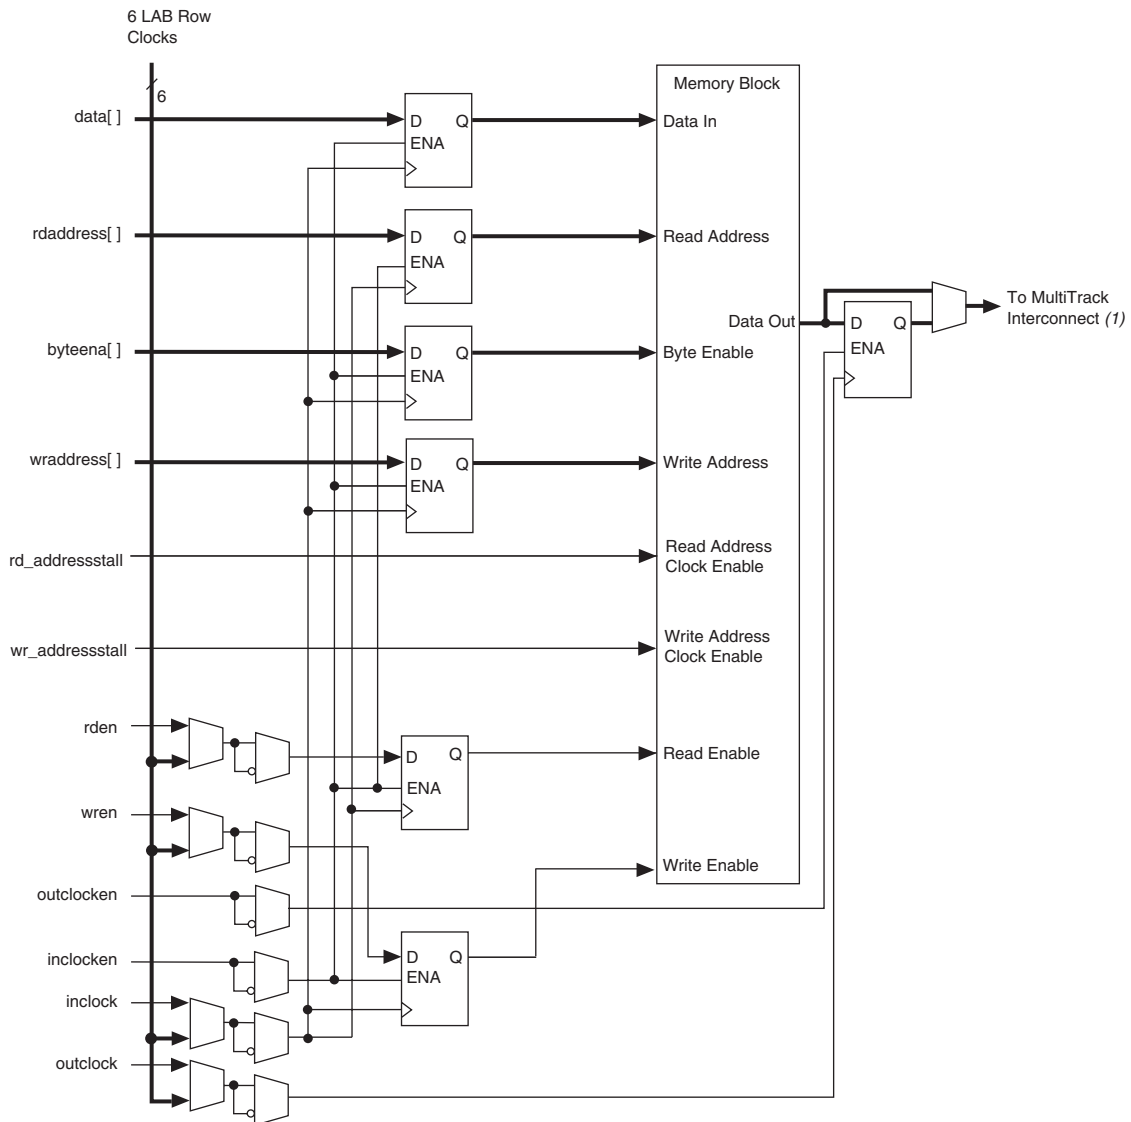 6 LAB Row
Clocks
6
data[ ]
D Q
ENA
Memory Block
Data In
rdaddress[ ]
D Q
ENA
Read Address
byteena[ ]
D Q
ENA
Byte Enable
Data Out
D Q
ENA
To MultiTrack
Interconnect (1)
wraddress[ ]
D Q
ENA
Write Address
rd_addressstall
Read Address
Clock Enable
wr_addressstall
Write Address
Clock Enable
rden
D Q
ENA
Read Enable
wren
Write Enable
outclocken
inclocken
D Q
ENA
inclock
outclock